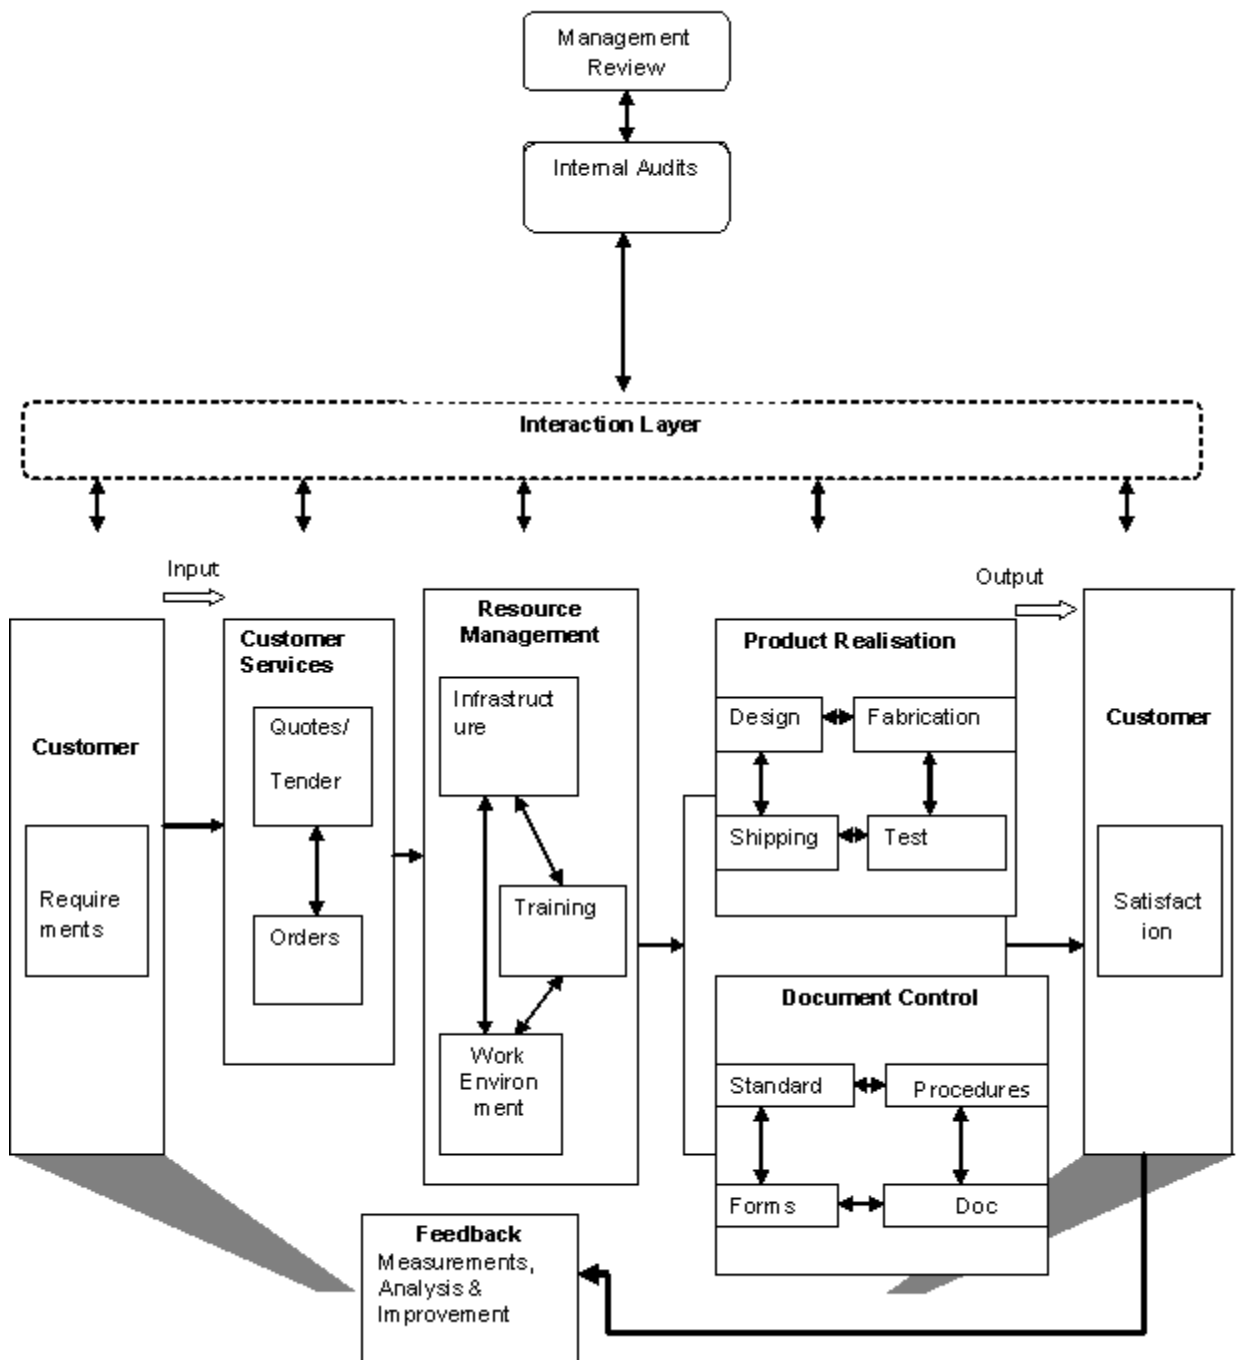 Management
Review
Internal Audits
Interaction Layer
Input
Output
Customer
Require
ments
Customer
Services
Quotes/
Tender
Orders
Resource
Management
Infrastruct
ure
Training
Work
Environ
ment
Product Realisation
Design
Fabrication
Shipping
Test
Document Control
Standard
Procedures
Forms
Doc
Customer
Satisfact
ion
Feedback
Measurements,
Analysis &
Improvement